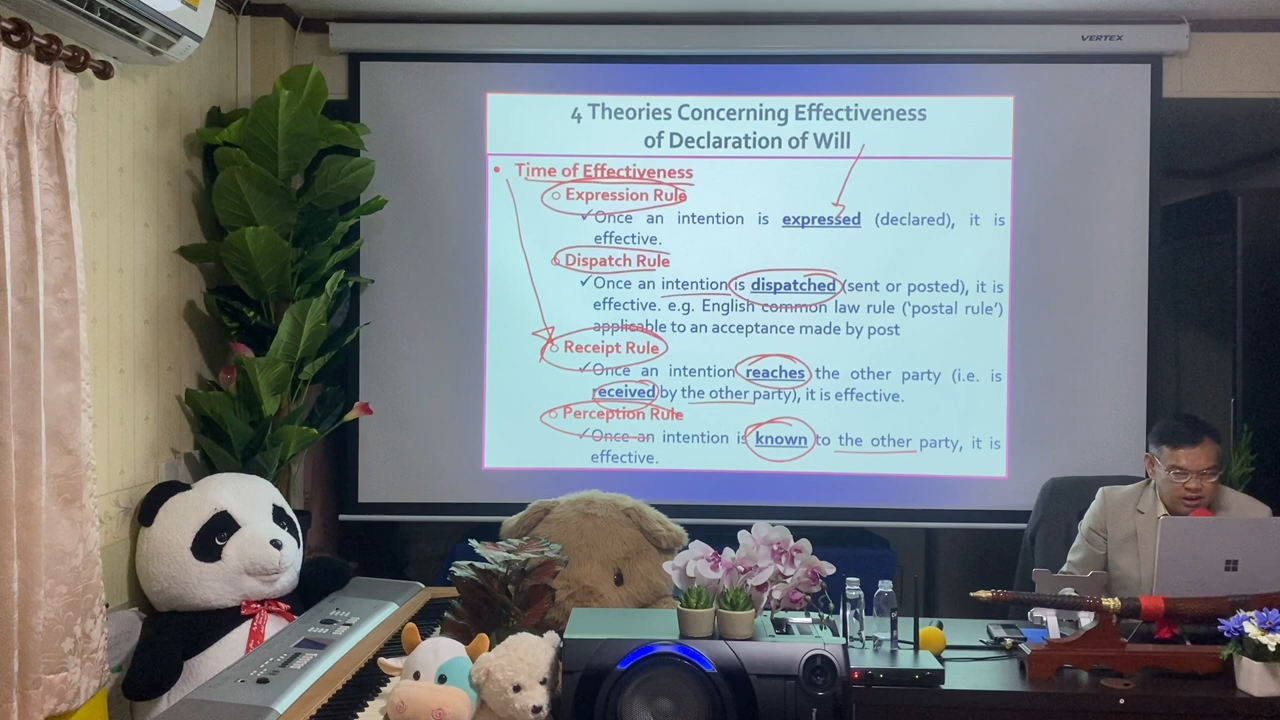 VERTEX
4 Theories Concerning Effectiveness
of Declaration of Will
• Time of Effectiveness
○ Expression Rule
✓Once an intention is expressed (declared), it is
effective.
○ Dispatch Rule
✓Once an intention is dispatched (sent or posted), it is
effective. e.g. English common law rule (‘postal rule’)
applicable to an acceptance made by post
○ Receipt Rule
✓Once an intention reaches the other party (i.e. is
received by the other party), it is effective.
○ Perception Rule
✓Once an intention is known to the other party, it is
effective.